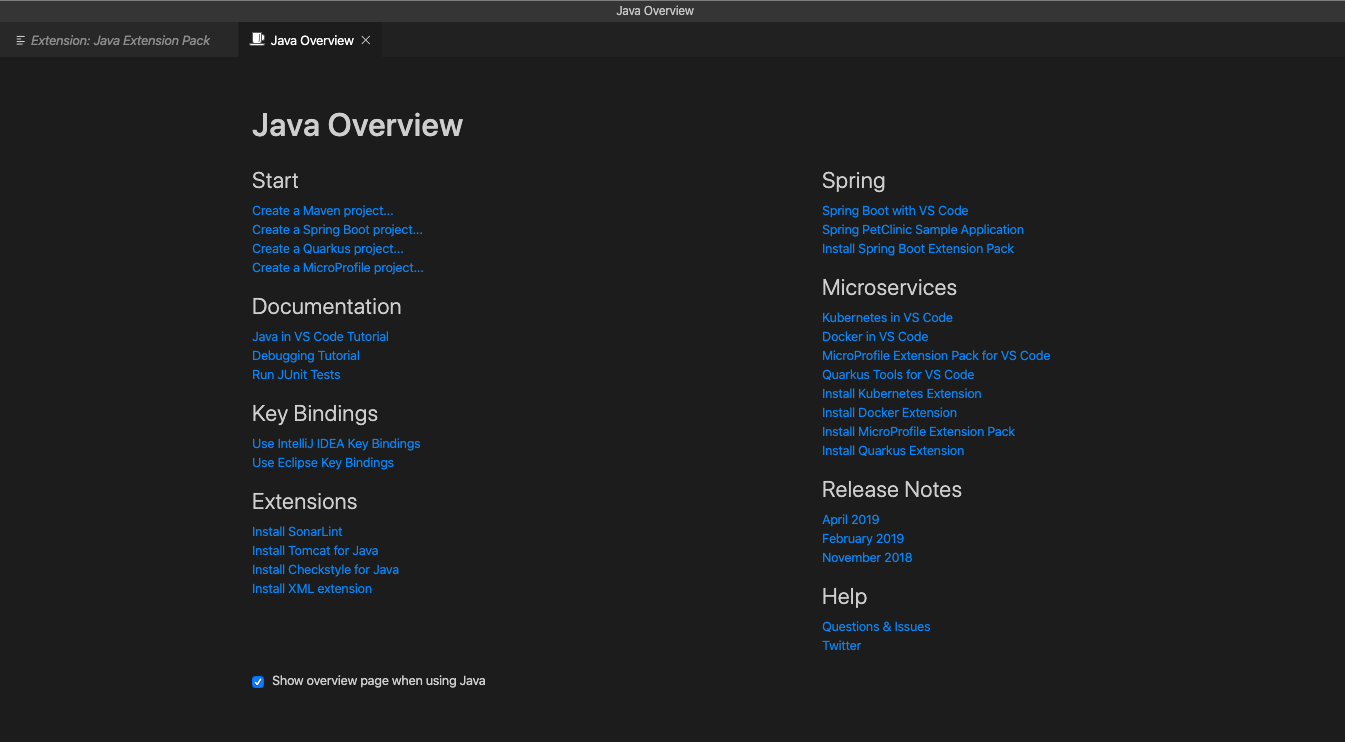 Java Overview
Extension: Java Extension Pack
Java Overview
Java Overview
Start
Create a Maven project...
Create a Spring Boot project...
Create a Quarkus project...
Create a MicroProfile project...
Documentation
Java in VS Code Tutorial
Debugging Tutorial
Run JUnit Tests
Key Bindings
Use IntelliJ IDEA Key Bindings
Use Eclipse Key Bindings
Extensions
Install SonarLint
Install Tomcat for Java
Install Checkstyle for Java
Install XML extension
Spring
Spring Boot with VS Code
Spring PetClinic Sample Application
Install Spring Boot Extension Pack
Microservices
Kubernetes in VS Code
Docker in VS Code
MicroProfile Extension Pack for VS Code
Quarkus Tools for VS Code
Install Kubernetes Extension
Install Docker Extension
Install MicroProfile Extension Pack
Install Quarkus Extension
Release Notes
April 2019
February 2019
November 2018
Help
Questions & Issues
Twitter
Show overview page when using Java